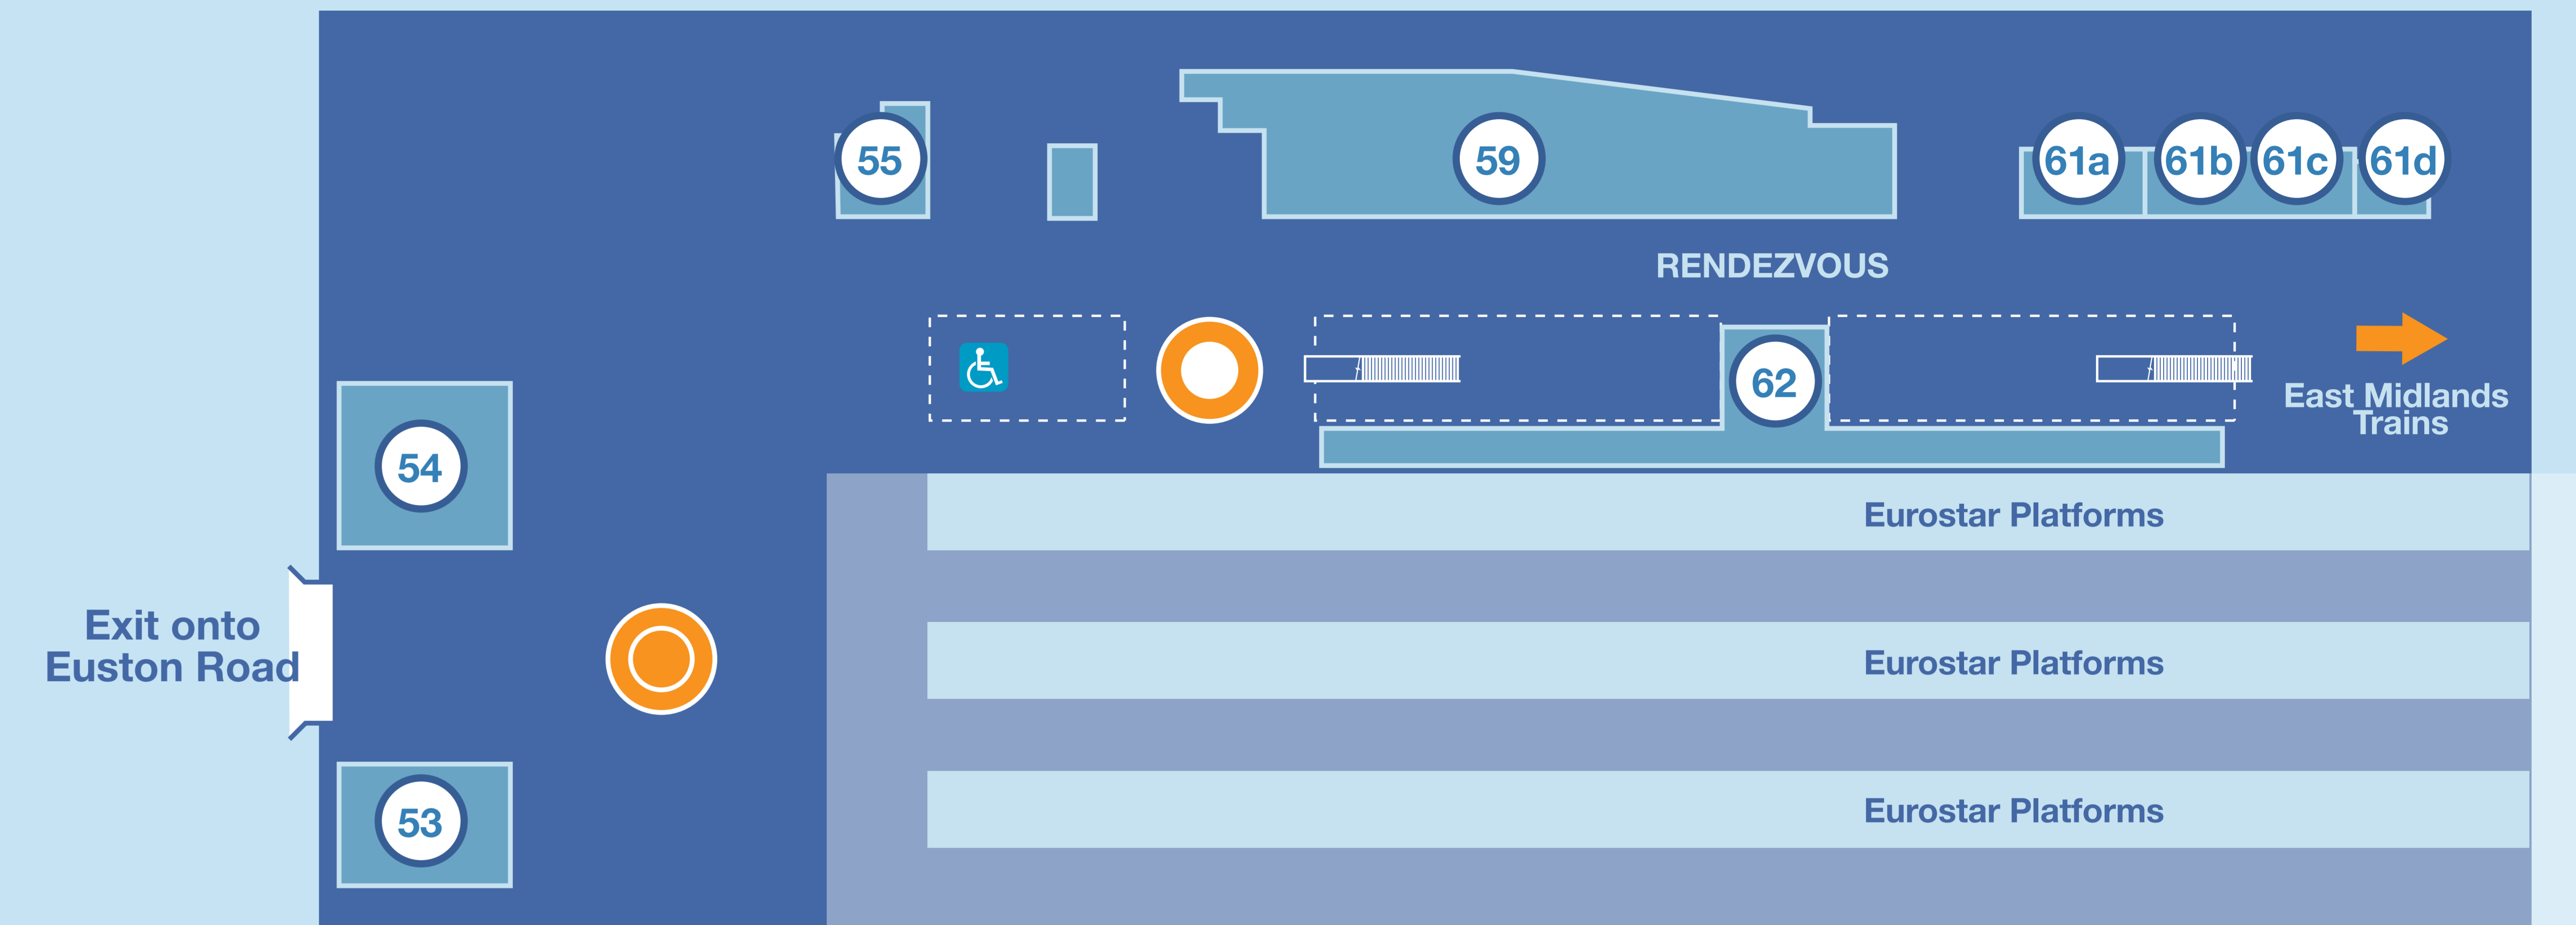 55
59
61a
61b
61c
61d
RENDEZVOUS
62
East Midlands
Trains
54
Eurostar Platforms
Exit onto
Euston Road
Eurostar Platforms
53
Eurostar Platforms